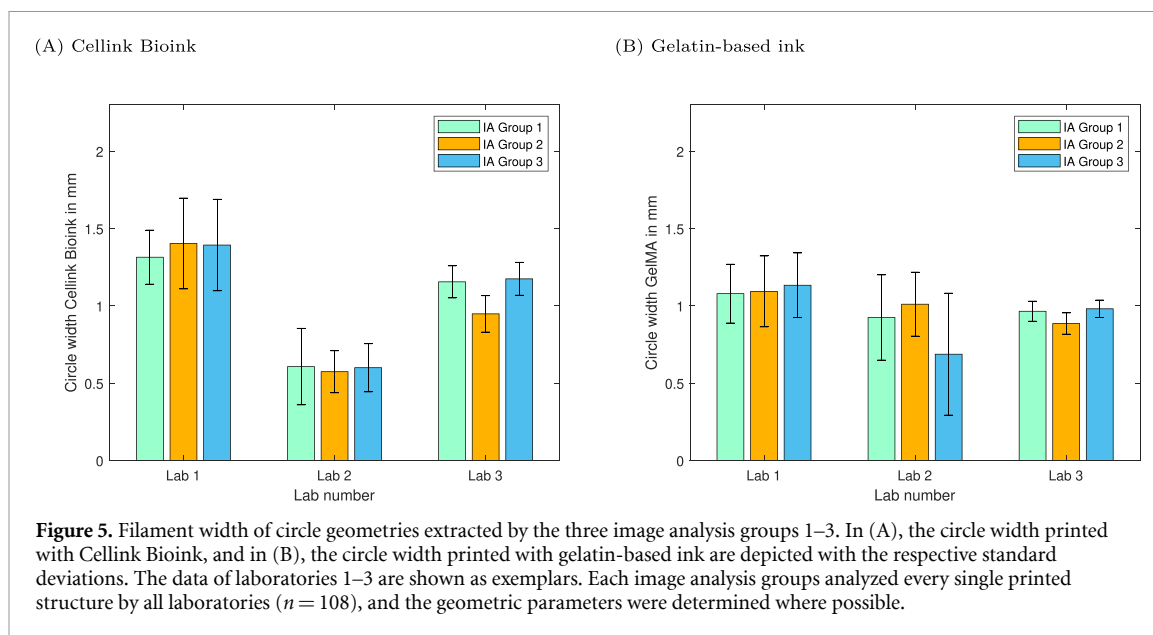 (A) Cellink Bioink
(B) Gelatin-based ink
Circle width Cellink Bioink in mm
2
1.5
1
0.5
0
IA Group 1
IA Group 2
IA Group 3
Lab 1
Lab 2
Lab 3
Lab number
Circle width GelMA in mm
2
1.5
1
0.5
0
IA Group 1
IA Group 2
IA Group 3
Lab 1
Lab 2
Lab 3
Lab number
Figure 5. Filament width of circle geometries extracted by the three image analysis groups 1–3. In (A), the circle width printed
with Cellink Bioink, and in (B), the circle width printed with gelatin-based ink are depicted with the respective standard
deviations. The data of laboratories 1–3 are shown as exemplars. Each image analysis groups analyzed every single printed
structure by all laboratories (n = 108), and the geometric parameters were determined where possible.